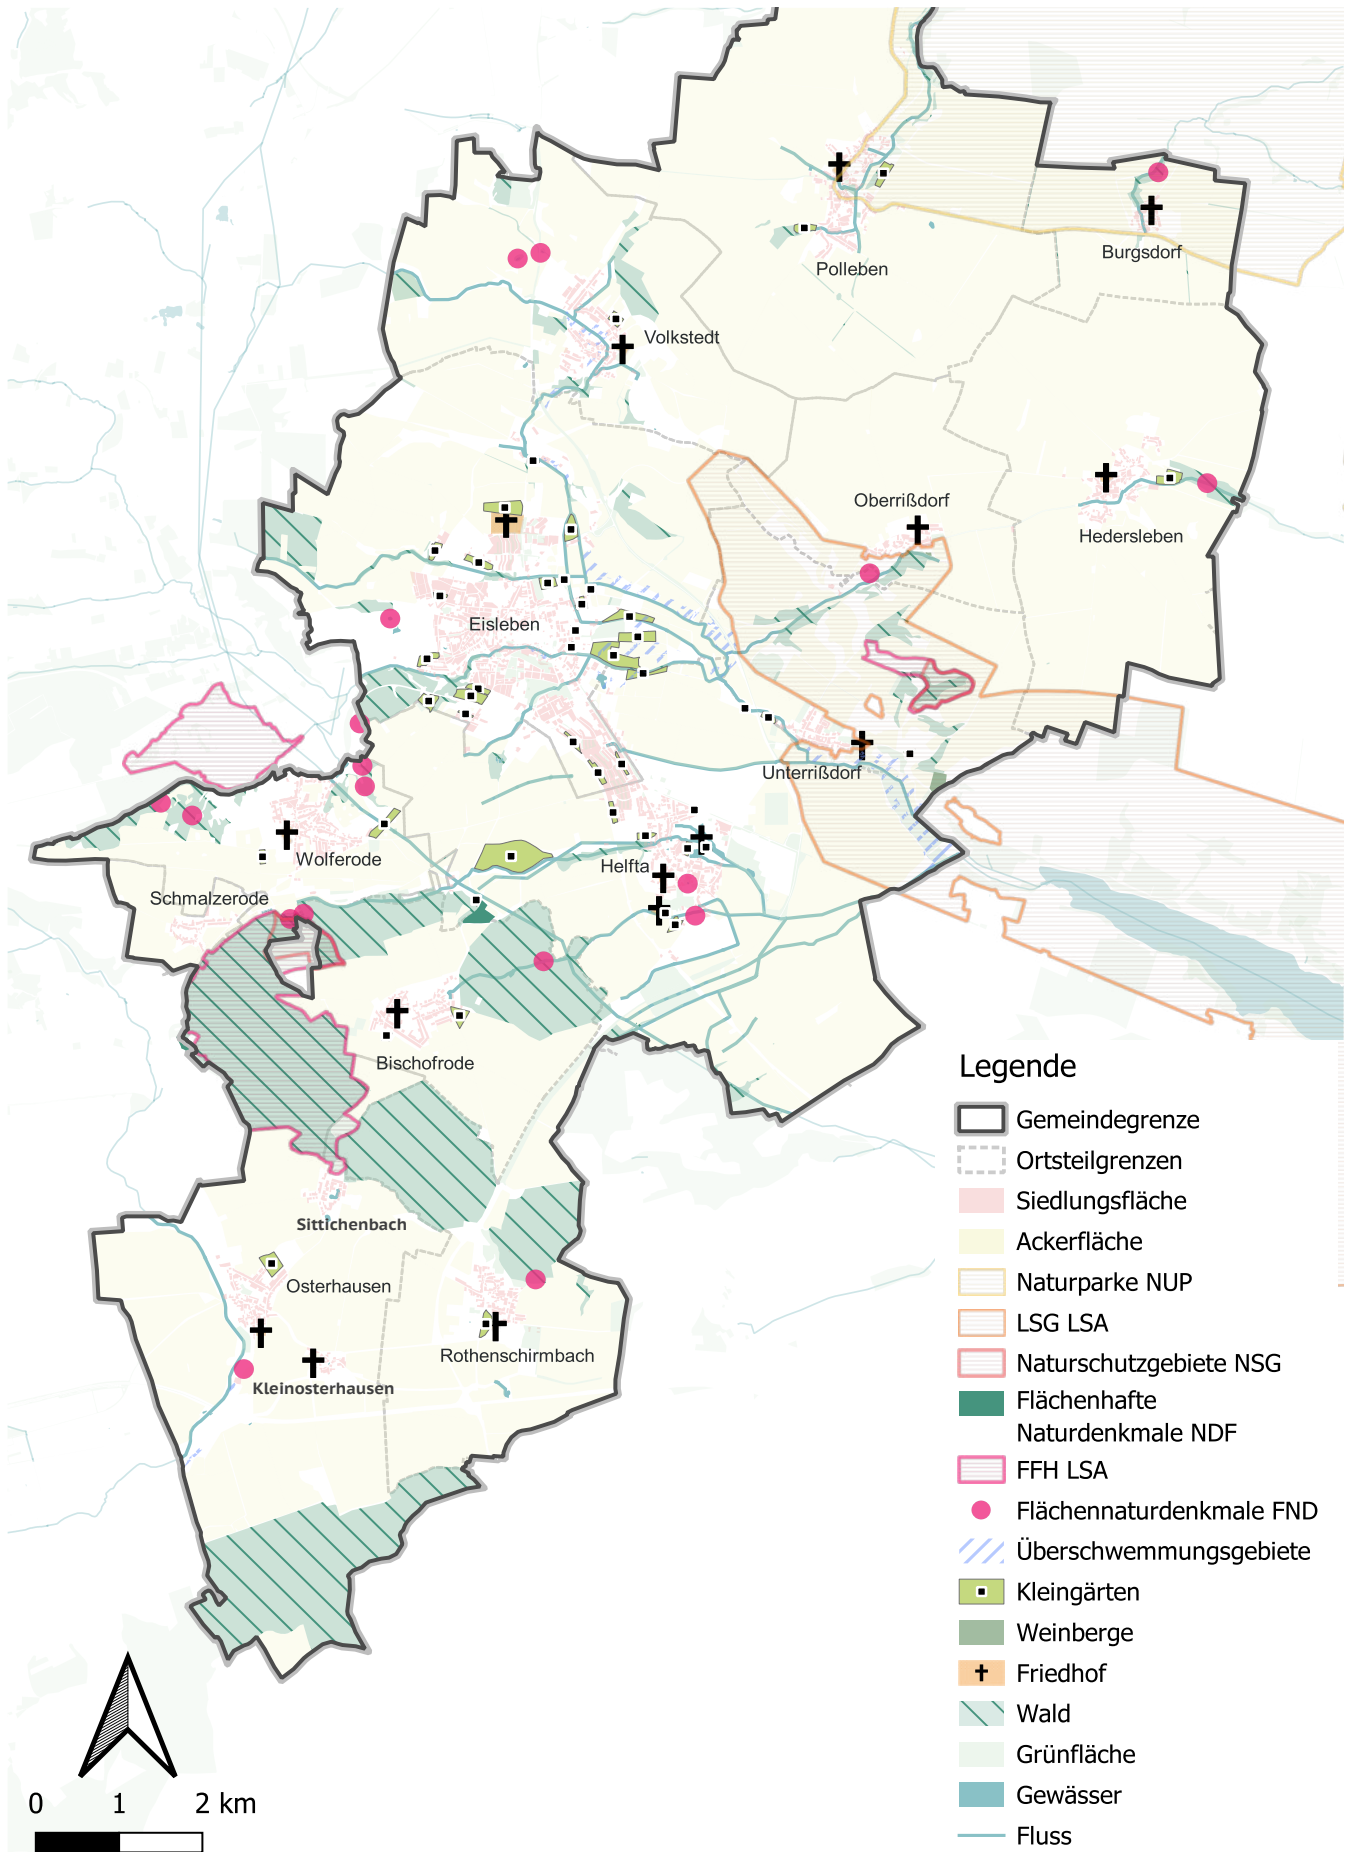 Burgsdorf
Polleben
Volkstedt
Oberrißdorf
Hedersleben
Eisleben
Unterrißdorf
Wolferode
Helfta
Schmalzerode
Bischofrode
Sittichenbach
Osterhausen
Rothenschirmbach
Kleinosterhausen
Legende
Gemeindegrenze
Ortsteilgrenzen
Siedlungsfläche
Ackerfläche
Naturparke NUP
LSG LSA
Naturschutzgebiete NSG
Flächenhafte
Naturdenkmale NDF
FFH LSA
Flächennaturdenkmale FND
Überschwemmungsgebiete
Kleingärten
Weinberge
Friedhof
Wald
Grünfläche
Gewässer
Fluss
0 1 2 km